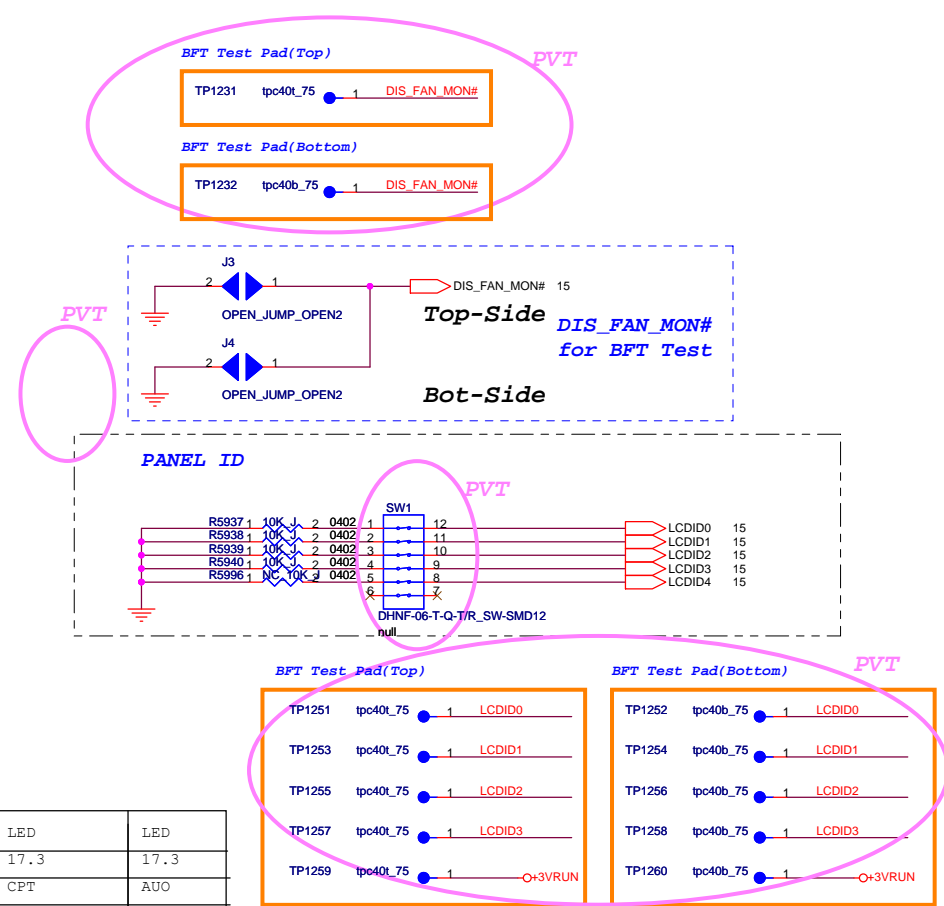 BFT Test Pad(Top)
PVT
TP1231 tpc40t_75 1 DIS_FAN_MON#
BFT Test Pad(Bottom)
TP1232 tpc40b_75 1 DIS_FAN_MON#
J3
2 1
OPEN_JUMP_OPEN2
DIS_FAN_MON# 15
Top-Side
DIS_FAN_MON#
for BFT Test
PVT
J4
2 1
OPEN_JUMP_OPEN2
Bot-Side
PANEL ID
PVT
SW1
R5937 1 10K_J 2 0402 1 12 LCDID0 15
R5938 1 10K_J 2 0402 2 11 LCDID1 15
R5939 1 10K_J 2 0402 3 10 LCDID2 15
R5940 1 10K_J 2 0402 4 9 LCDID3 15
R5996 1 NC_10K_J 2 0402 5 8 LCDID4 15
6 7
DHNF-06-T-Q-T/R_SW-SMD12
null
BFT Test Pad(Top)
BFT Test Pad(Bottom)
PVT
TP1251 tpc40t_75 1 LCDID0
TP1252 tpc40b_75 1 LCDID0
TP1253 tpc40t_75 1 LCDID1
TP1254 tpc40b_75 1 LCDID1
TP1255 tpc40t_75 1 LCDID2
TP1256 tpc40b_75 1 LCDID2
TP1257 tpc40t_75 1 LCDID3
TP1258 tpc40b_75 1 LCDID3
TP1259 tpc40t_75 1 +3VRUN
TP1260 tpc40b_75 1 +3VRUN
LED LED
17.3 17.3
CPT AUO